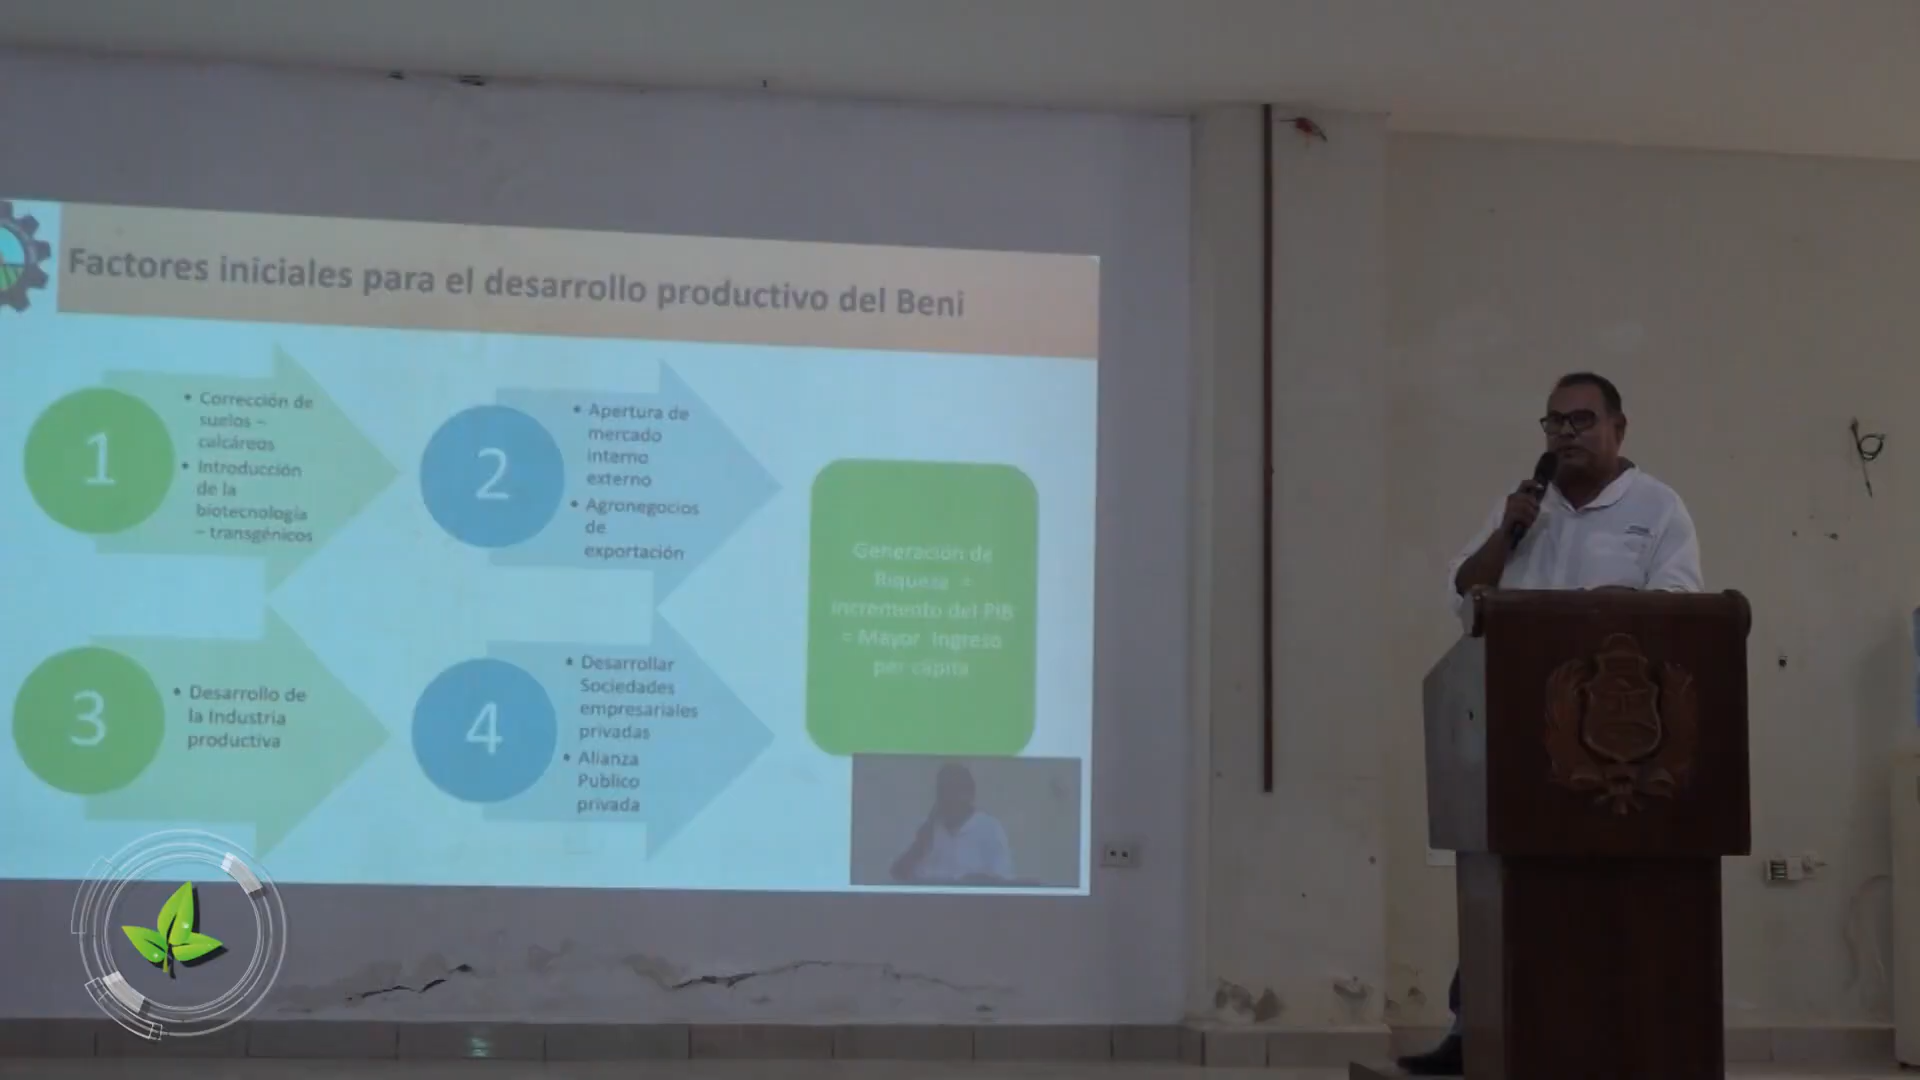 Factores iniciales para el desarrollo productivo del Beni
1
• Corrección de
suelos –
calcáreos
• Introducción
de la
biotecnología
– transgénicos
2
• Apertura de
mercado
interno
externo
• Agronegocios
de
exportación
3
• Desarrollo de
la Industria
productiva
4
• Desarrollar
Sociedades
empresariales
privadas
• Alianza
Publico
privada
Generación de
Riqueza =
incremento del PIB
= Mayor Ingreso
per cápita